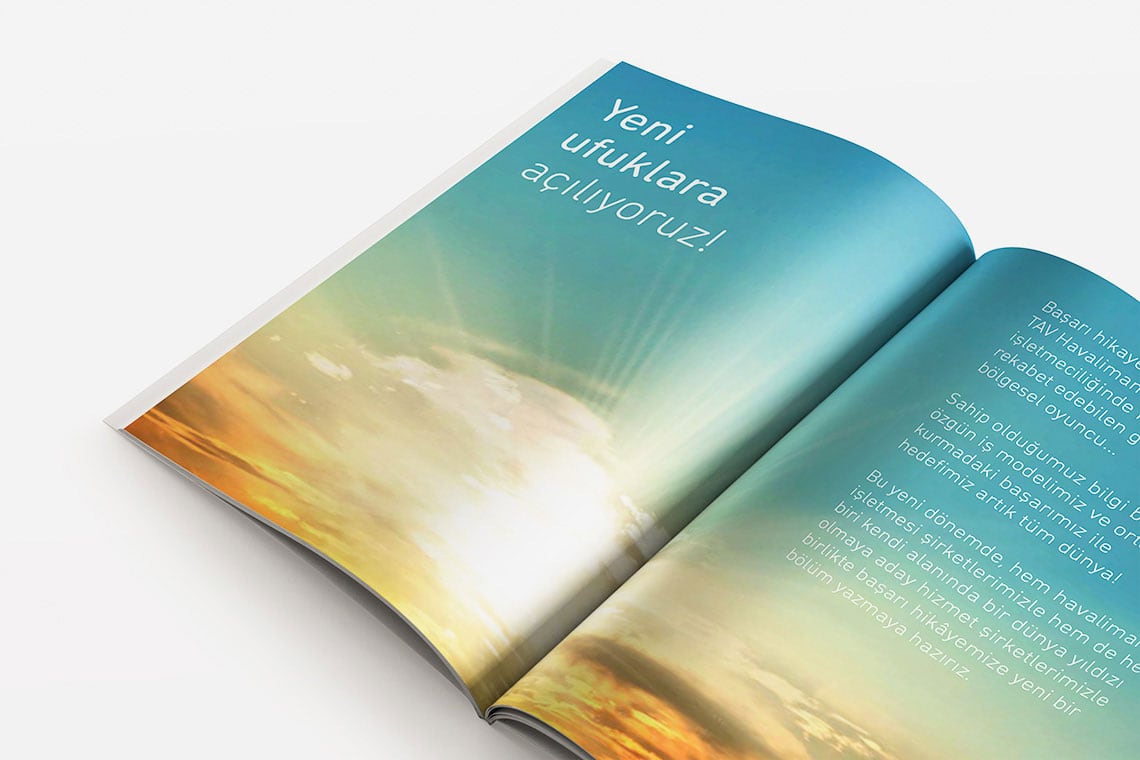 Yeni
ufuklara
açılıyoruz!
Başarı
TAV
işletmeciliğinde
rekabet edebilen
bölgesel oyuncu...
Sahip olduğumuz bilgi
özgün iş modelimiz ve
kurmadaki başarımız ile
hedefimiz artık tüm dünya!
Bu yeni dönemde, hem
işletmesi şirketlerimizle hem de
biri kendi alanında bir dünya yıldızı
olmaya aday hizmet şirketlerimizle
birlikte başarı hikâyemize yeni bir
bölüm yazmaya hazırız.